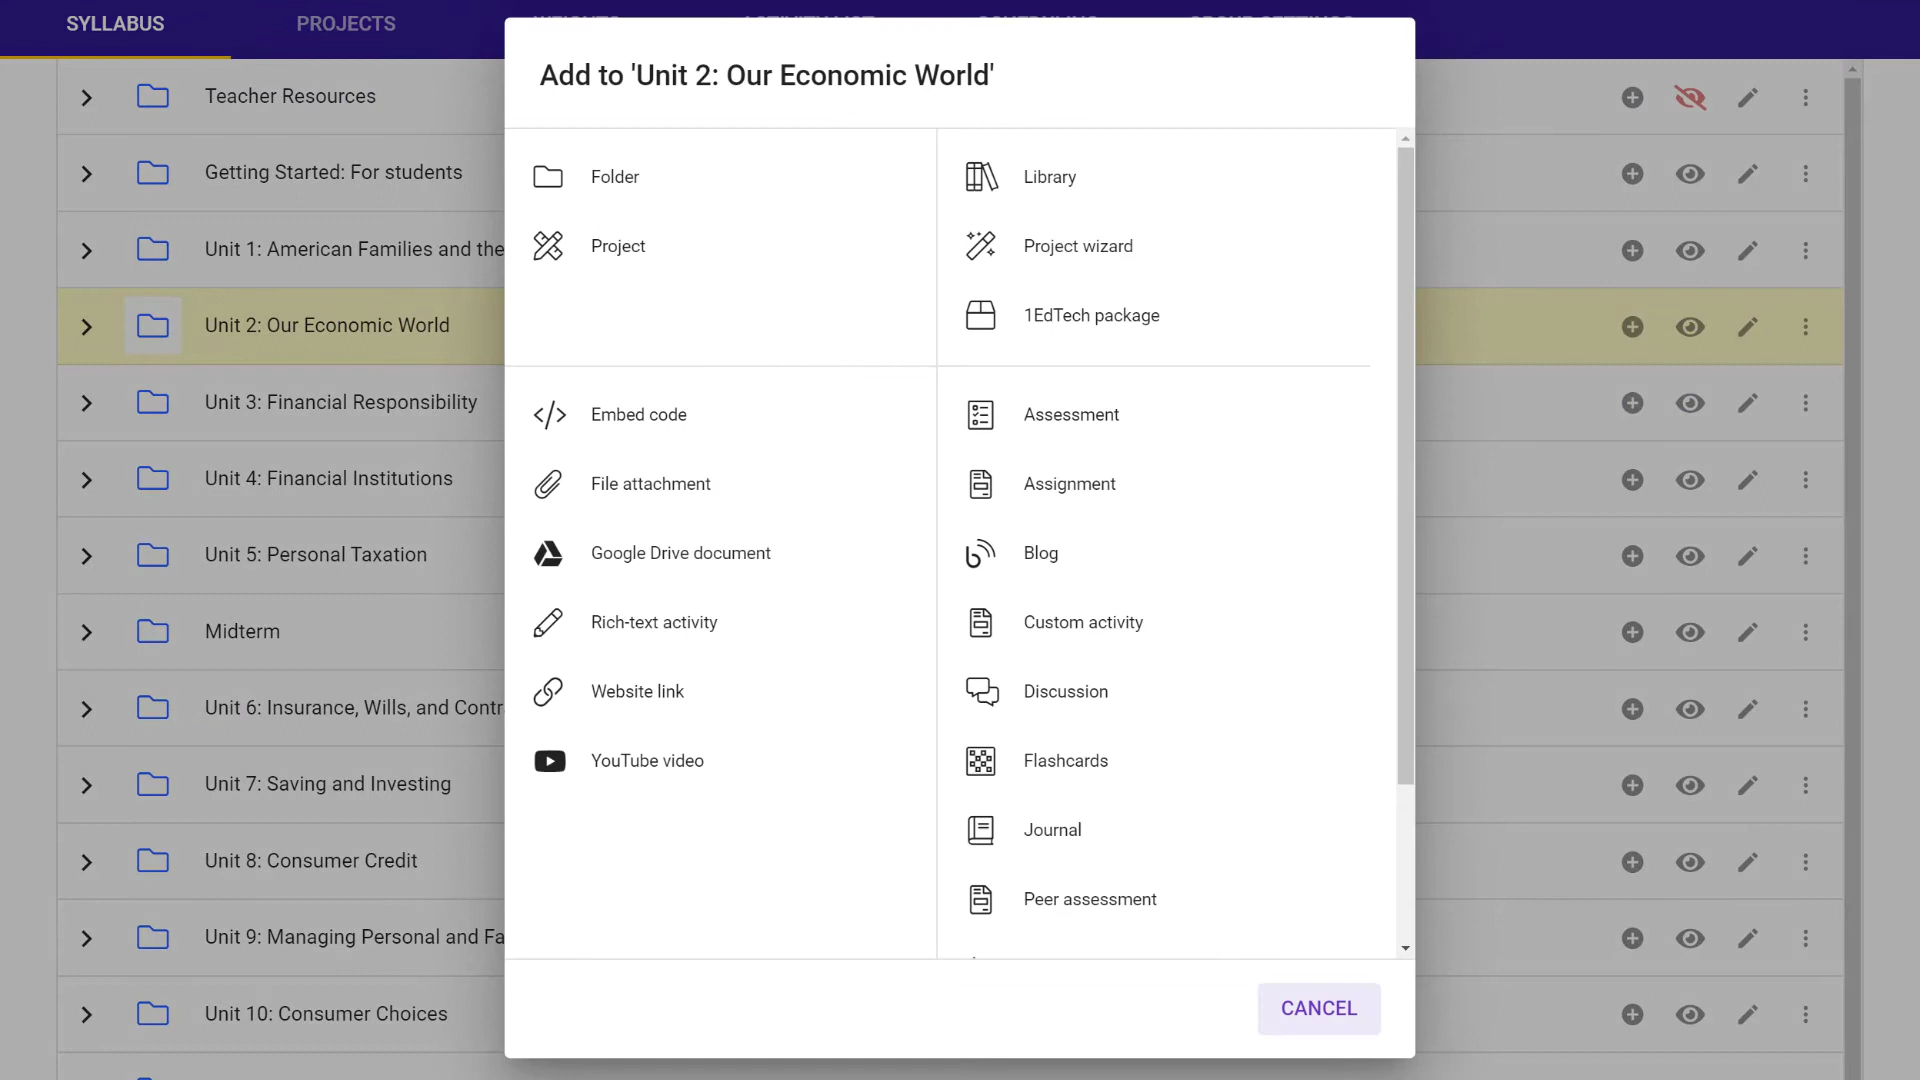 SYLLABUS
PROJECTS
Add to 'Unit 2: Our Economic World'
Teacher Resources
Getting Started: For students
Unit 1: American Families and the
Unit 2: Our Economic World
Unit 3: Financial Responsibility
Unit 4: Financial Institutions
Unit 5: Personal Taxation
Midterm
Unit 6: Insurance, Wills, and Contr
Unit 7: Saving and Investing
Unit 8: Consumer Credit
Unit 9: Managing Personal and Fa
Unit 10: Consumer Choices
Folder
Project
Library
Project wizard
1EdTech package
Embed code
File attachment
Google Drive document
Rich-text activity
Website link
YouTube video
Assessment
Assignment
Blog
Custom activity
Discussion
Flashcards
Journal
Peer assessment
CANCEL